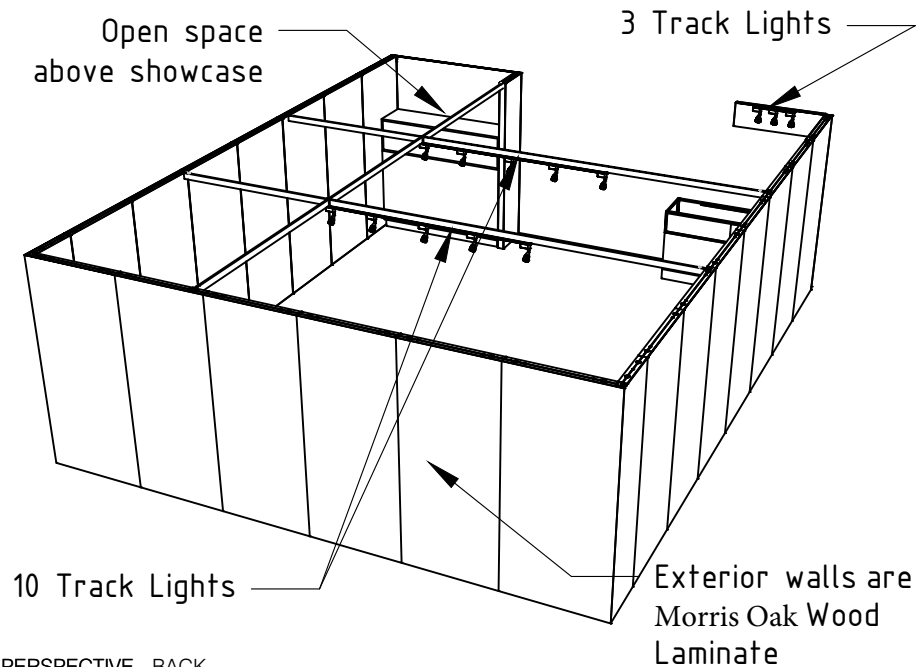 Open space
above showcase
3 Track Lights
10 Track Lights
Exterior walls are
Morris Oak Wood
Laminate
PERSPECTIVE BACK